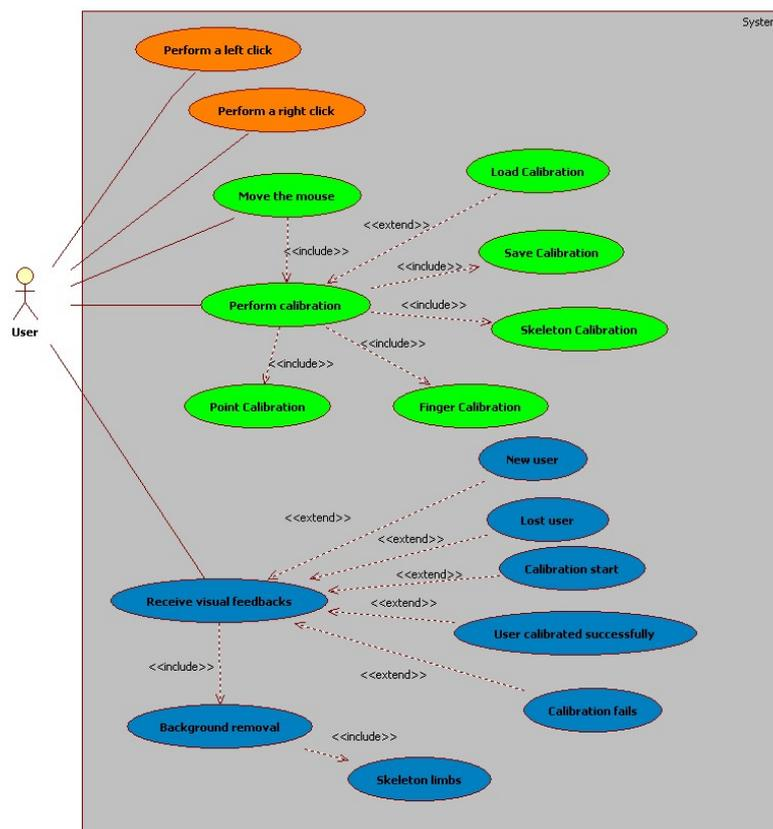 System
Perform a left click
Perform a right click
Load Calibration
Move the mouse
<<extend>>
<<include>>
Save Calibration
<<include>>
Perform calibration
<<include>>
Skeleton Calibration
User
<<include>>
<<include>>
Point Calibration
Finger Calibration
New user
<<extend>>
Lost user
<<extend>>
Calibration start
<<extend>>
Receive visual feedbacks
<<extend>>
User calibrated successfully
<<include>>
<<extend>>
Calibration fails
Background removal
<<include>>
Skeleton limbs